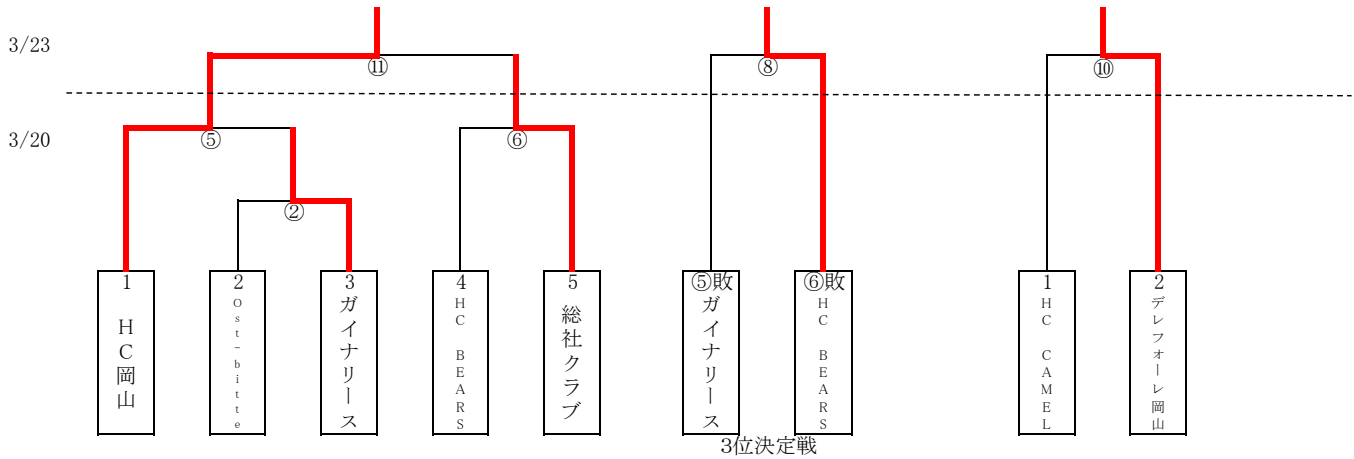 3/23
⑪
⑧
⑩
3/20
⑤
⑥
②
1
HC岡山
2
Ost-bitte
3
ガイナリース
4
HC BEARS
5
総社クラブ
⑤敗
ガイナリース
⑥敗
HC BEARS
1
HC CAMEL
2
デレフォーレ岡山
3位決定戦